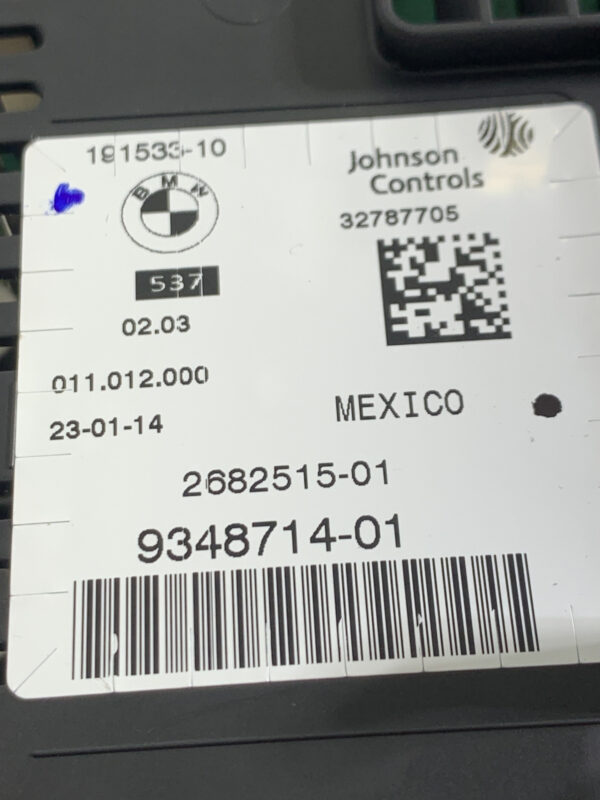 191533-10
BMW
537
02.03
011.012.000
23-01-14
Johnson
Controls
32787705
MEXICO
2682515-01
9348714-01